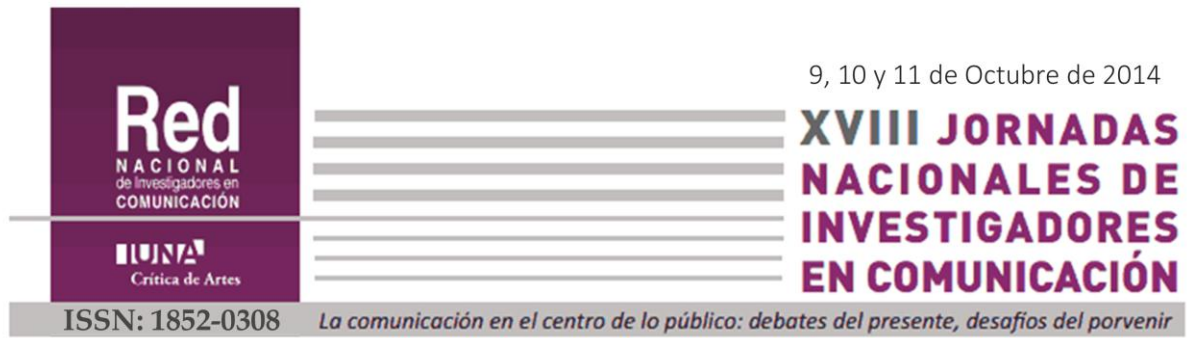 Red
NACIONAL
de Investigadores en
COMUNICACIÓN
IUNA
Crítica de Artes
9, 10 y 11 de Octubre de 2014
XVIII JORNADAS
NACIONALES DE
INVESTIGADORES
EN COMUNICACIÓN
ISSN: 1852-0308
La comunicación en el centro de lo público: debates del presente, desafíos del porvenir